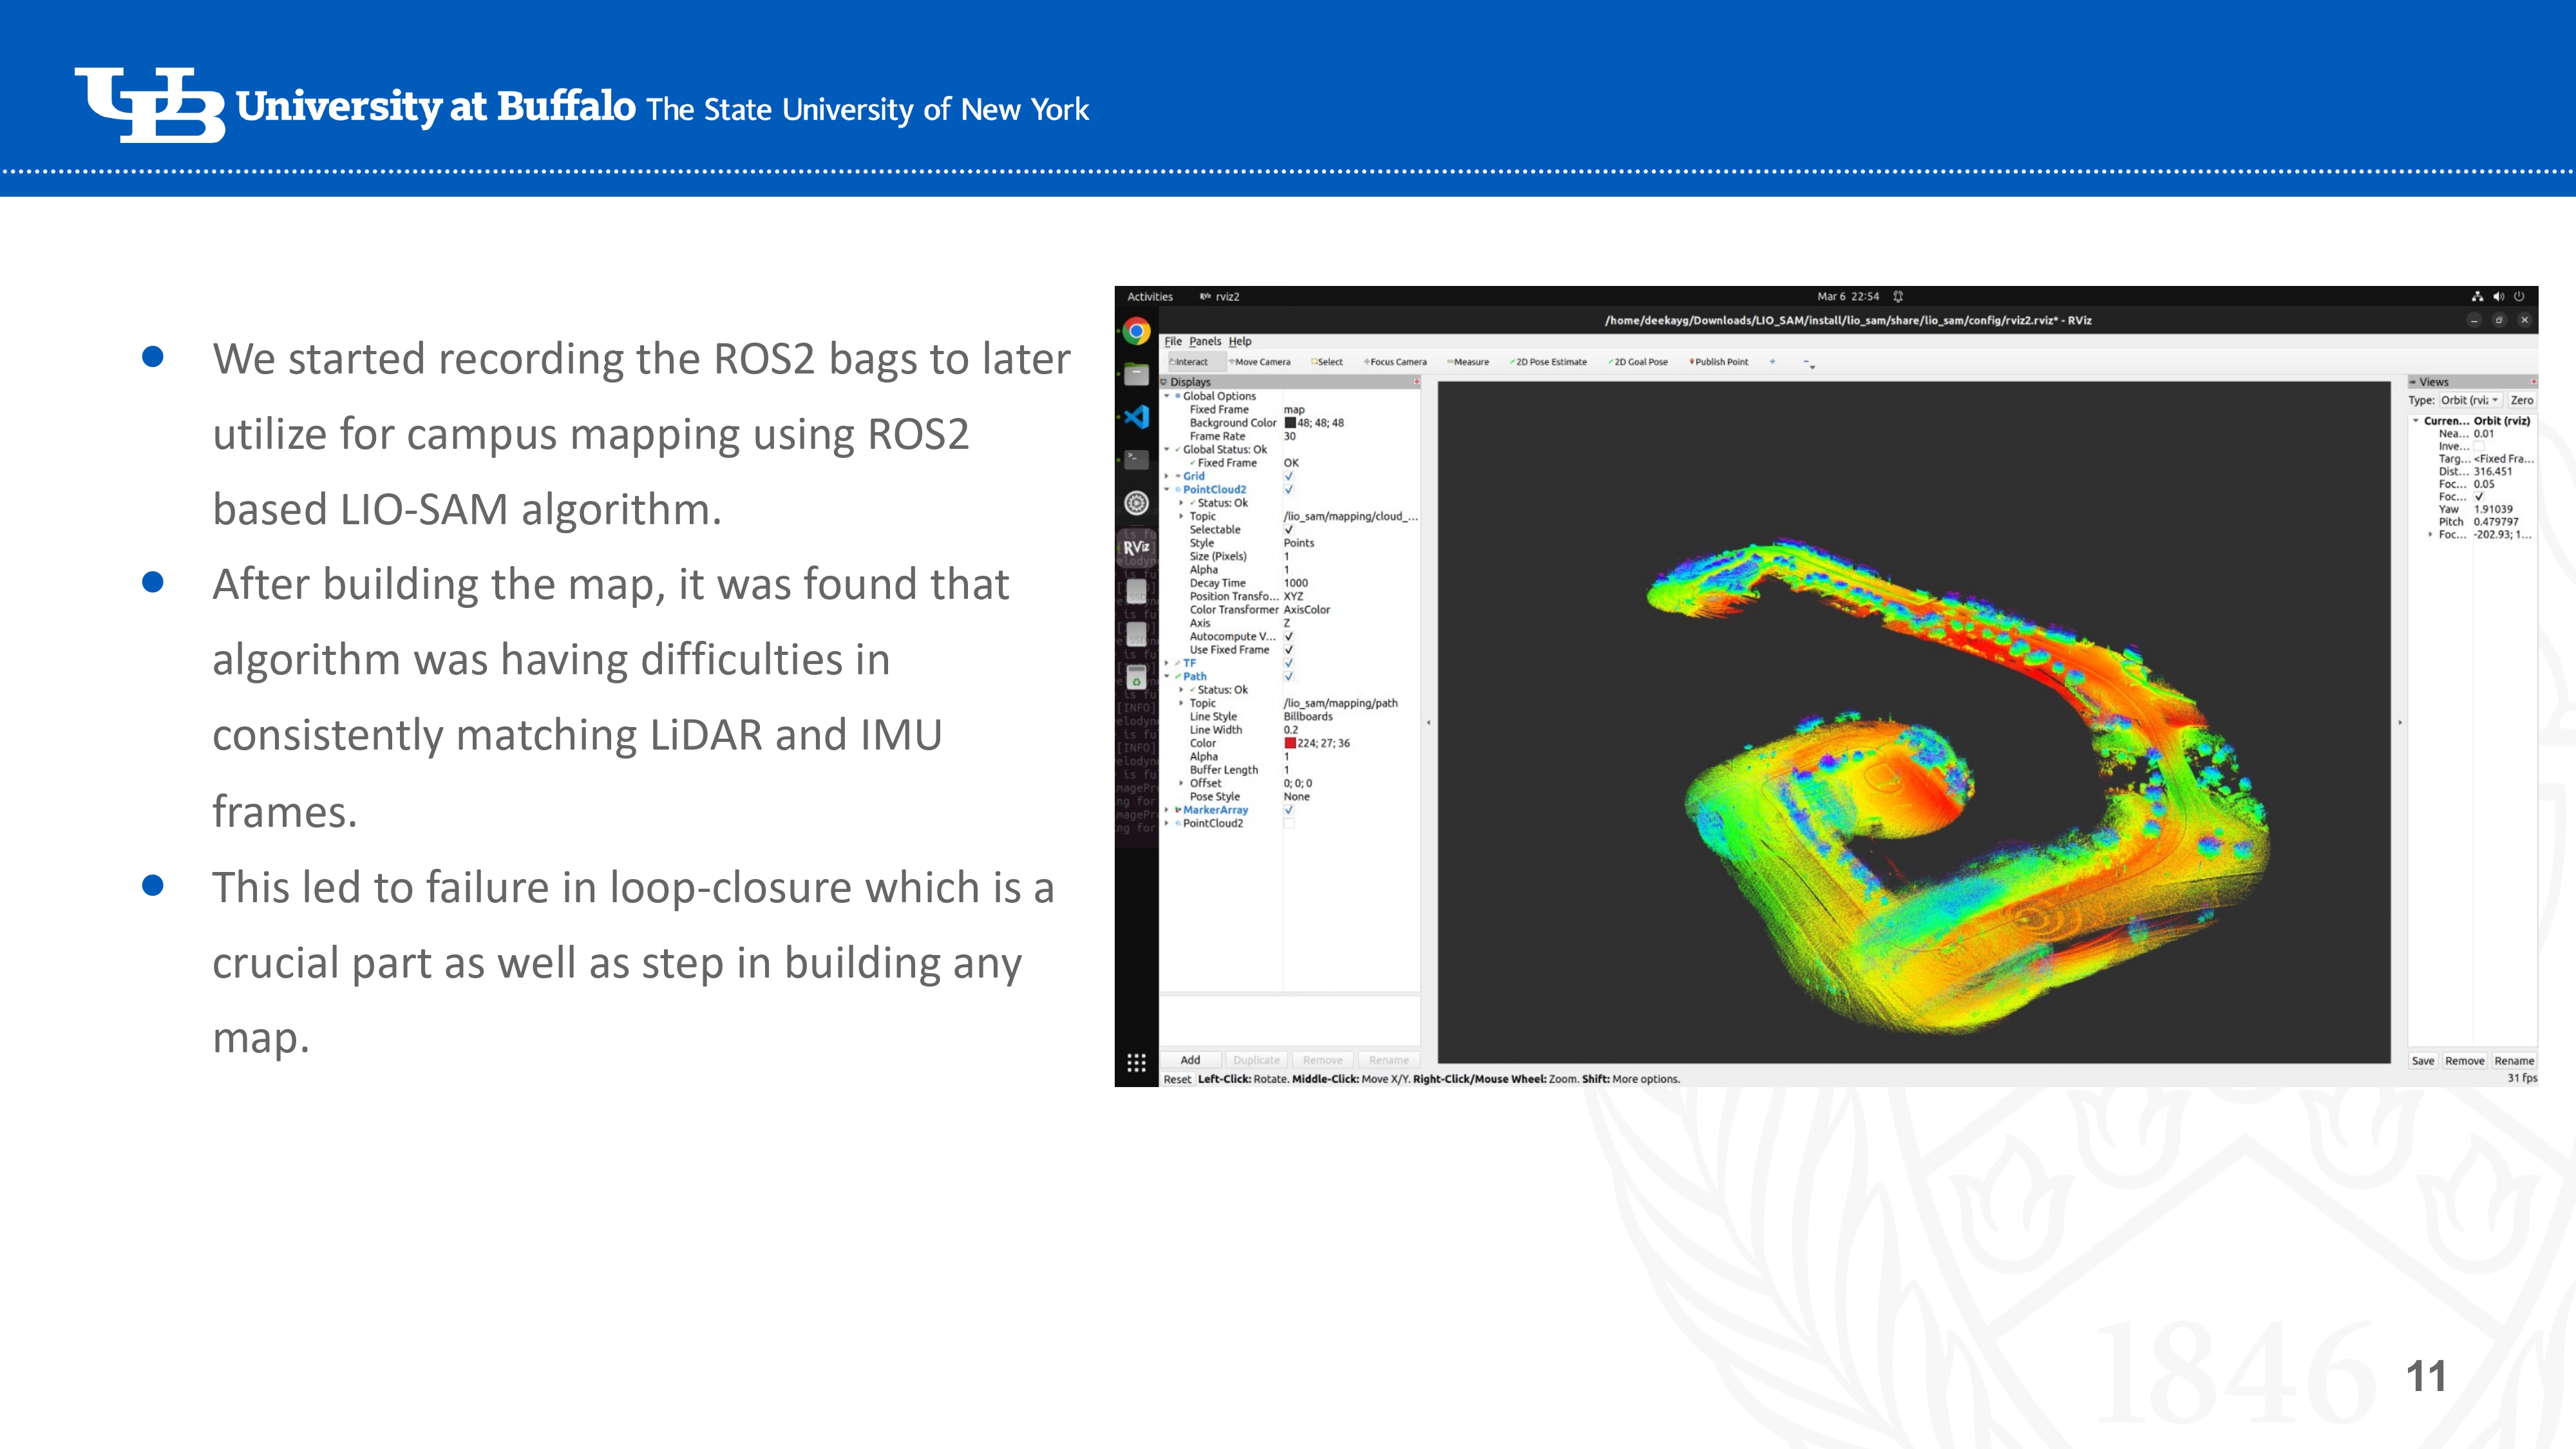 University at Buffalo The State University of New York
● We started recording the ROS2 bags to later
utilize for campus mapping using ROS2
based LIO-SAM algorithm.
● After building the map, it was found that
algorithm was having difficulties in
consistently matching LiDAR and IMU
frames.
● This led to failure in loop-closure which is a
crucial part as well as step in building any
map.
Activities rviz2 Mar 6 22:54
/home/deekayg/Downloads/LIO_SAM/install/lio_sam/share/lio_sam/config/rviz2.rviz* - RViz
File Panels Help
Interact Move Camera Select Focus Camera Measure 2D Pose Estimate 2D Goal Pose Publish Point
Displays
Global Options
Fixed Frame map
Background Color 48; 48; 48
Frame Rate 30
Global Status: Ok
Fixed Frame OK
Grid
PointCloud2
Status: Ok
Topic /lio_sam/mapping/cloud_...
Selectable
Style Points
Size (Pixels) 1
Alpha 1
Decay Time 1000
Position Transfo... XYZ
Color Transformer AxisColor
Axis Z
Autocompute V...
Use Fixed Frame
TF
Path
Status: Ok
Topic /lio_sam/mapping/path
Line Style Billboards
Line Width 0.2
Color 224; 27; 36
Alpha 1
Buffer Length 1
Offset 0; 0; 0
Pose Style None
MarkerArray
PointCloud2
Add Duplicate Remove Rename
Reset Left-Click: Rotate. Middle-Click: Move X/Y. Right-Click/Mouse Wheel: Zoom. Shift: More options.
Views
Type: Orbit (rvi Zero
Curren... Orbit (rviz)
Nea... 0.01
Inve...
Targ... <Fixed Fra...
Dist... 316.451
Foc... 0.05
Foc...
Yaw 1.91039
Pitch 0.479797
Foc... -202.93; 1...
Save Remove Rename
31 fps
1846
11